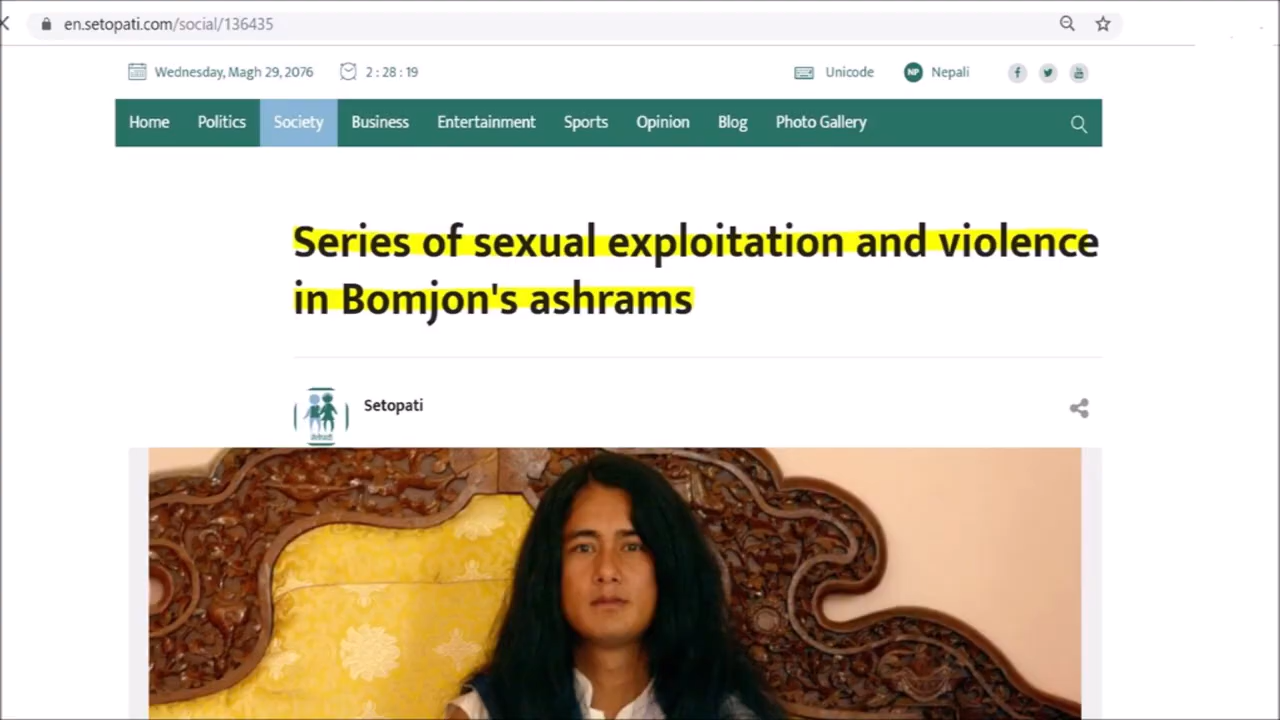 en.setopati.com/social/136435
Wednesday, Magh 29, 2076 2 : 28 : 19 Unicode NP Nepali
Home Politics Society Business Entertainment Sports Opinion Blog Photo Gallery
Series of sexual exploitation and violence
in Bomjon's ashrams
Setopati